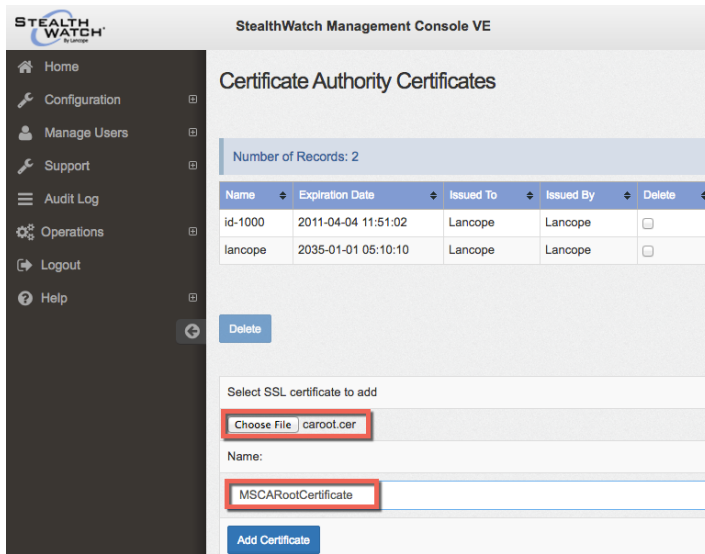 STEALTH
WATCH
By Lancope
StealthWatch Management Console VE
Home
Configuration
Manage Users
Support
Audit Log
Operations
Logout
Help
Certificate Authority Certificates
Number of Records: 2
Name Expiration Date Issued To Issued By Delete
id-1000 2011-04-04 11:51:02 Lancope Lancope
lancope 2035-01-01 05:10:10 Lancope Lancope
Delete
Select SSL certificate to add
Choose File caroot.cer
Name:
MSCARootCertificate
Add Certificate